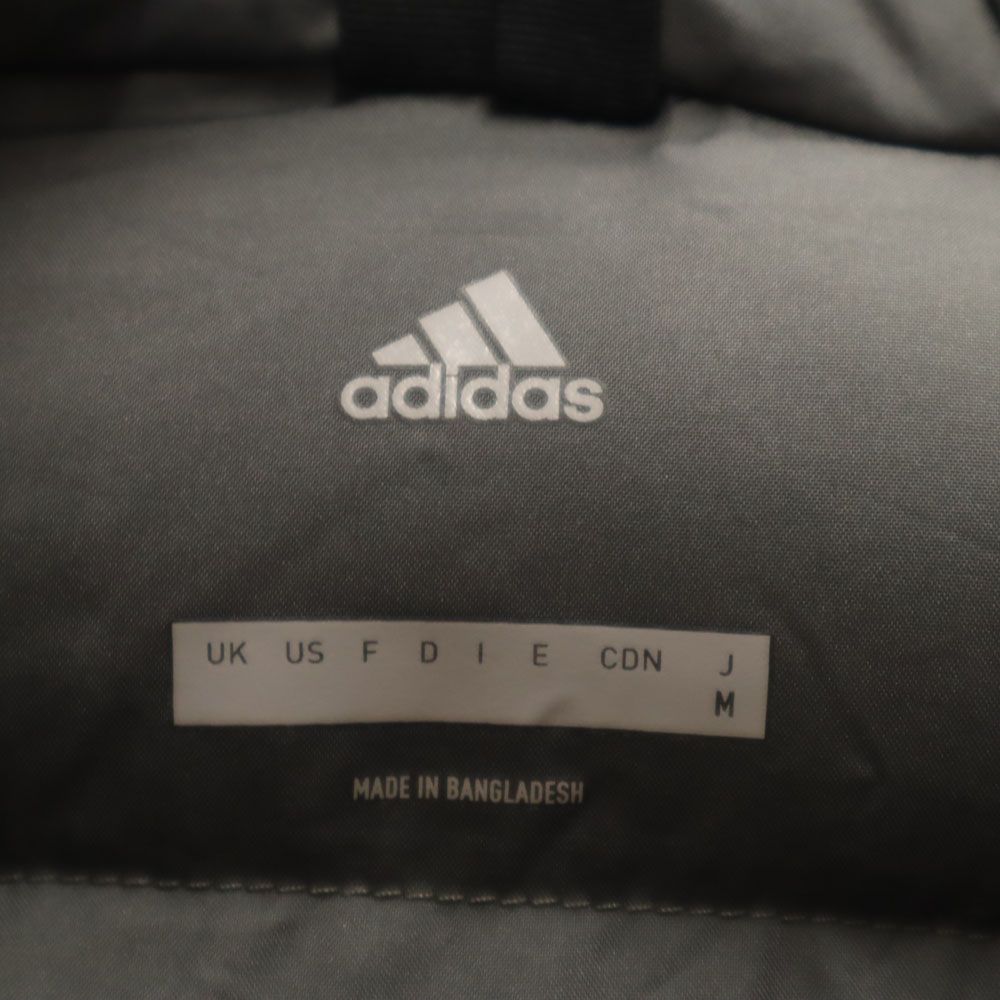 adidas
UK US F D I E CDN J
M
MADE IN BANGLADESH